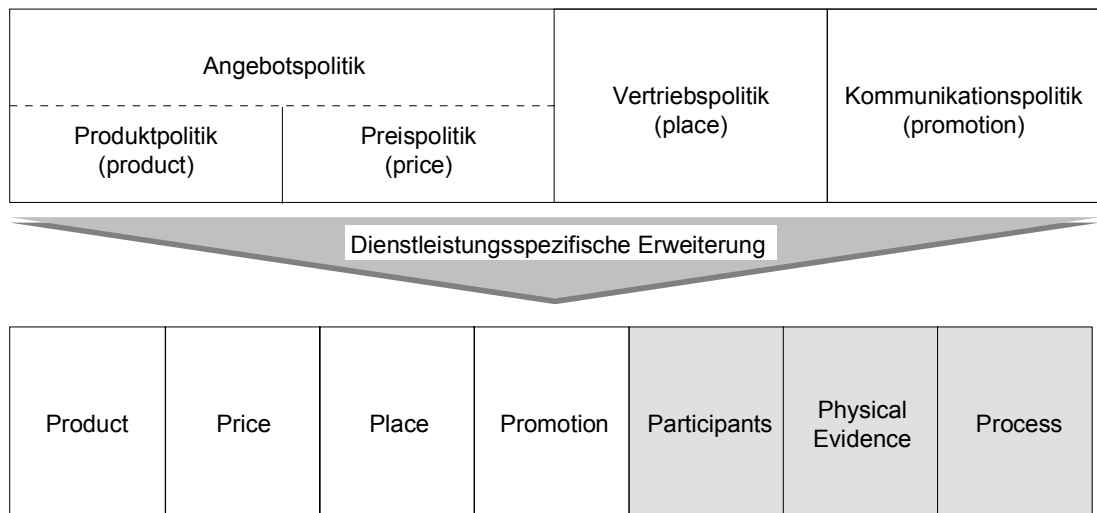 Angebotspolitik
Produktpolitik
(product)
Preispolitik
(price)
Vertriebspolitik
(place)
Kommunikationspolitik
(promotion)
Dienstleistungsspezifische Erweiterung
Product
Price
Place
Promotion
Participants
Physical
Evidence
Process